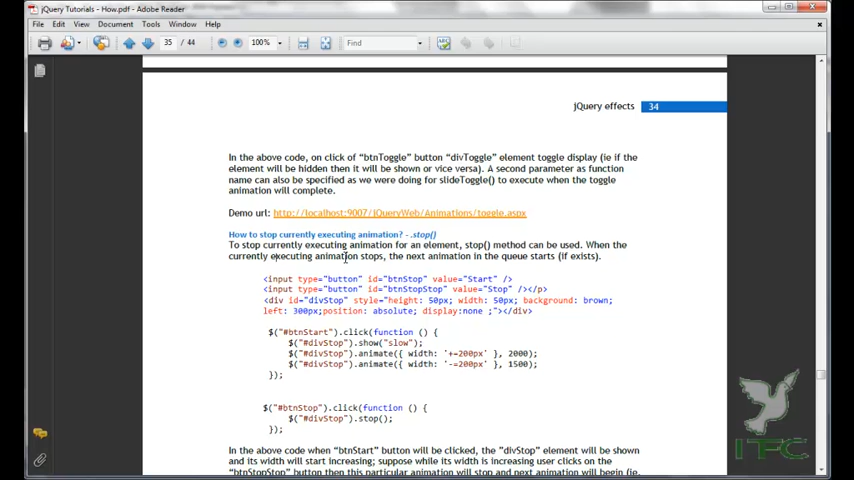 jQuery Tutorials - How.pdf - Adobe Reader
File Edit View Document Tools Window Help
35 / 44 100% Find
jQuery effects 34
In the above code, on click of “btnToggle” button “divToggle” element toggle display (ie if the
element will be hidden then it will be shown or vice versa). A second parameter as function
name can also be specified as we were doing for slideToggle() to execute when the toggle
animation will complete.
Demo url: http://localhost:9007/jQueryWeb/Animations/toggle.aspx
How to stop currently executing animation? - .stop()
To stop currently executing animation for an element, stop() method can be used. When the
currently executing animation stops, the next animation in the queue starts (if exists).
<input type="button" id="btnStart" value="Start" />
<input type="button" id="btnStopStop" value="Stop" /></p>
<div id="divStop" style="height: 50px; width: 50px; background: brown;
left: 300px;position: absolute; display:none ;"></div>
$("#btnStart").click(function () {
$("#divStop").show("slow");
$("#divStop").animate({ width: '+=200px' }, 2000);
$("#divStop").animate({ width: '-=200px' }, 1500);
});
$("#btnStop").click(function () {
$("#divStop").stop();
});
In the above code when “btnStart” button will be clicked, the “divStop” element will be shown
and its width will start increasing; suppose while its width is increasing user clicks on the
“btnStopStop” button then this particular animation will stop and next animation will begin (ie.
ITFC